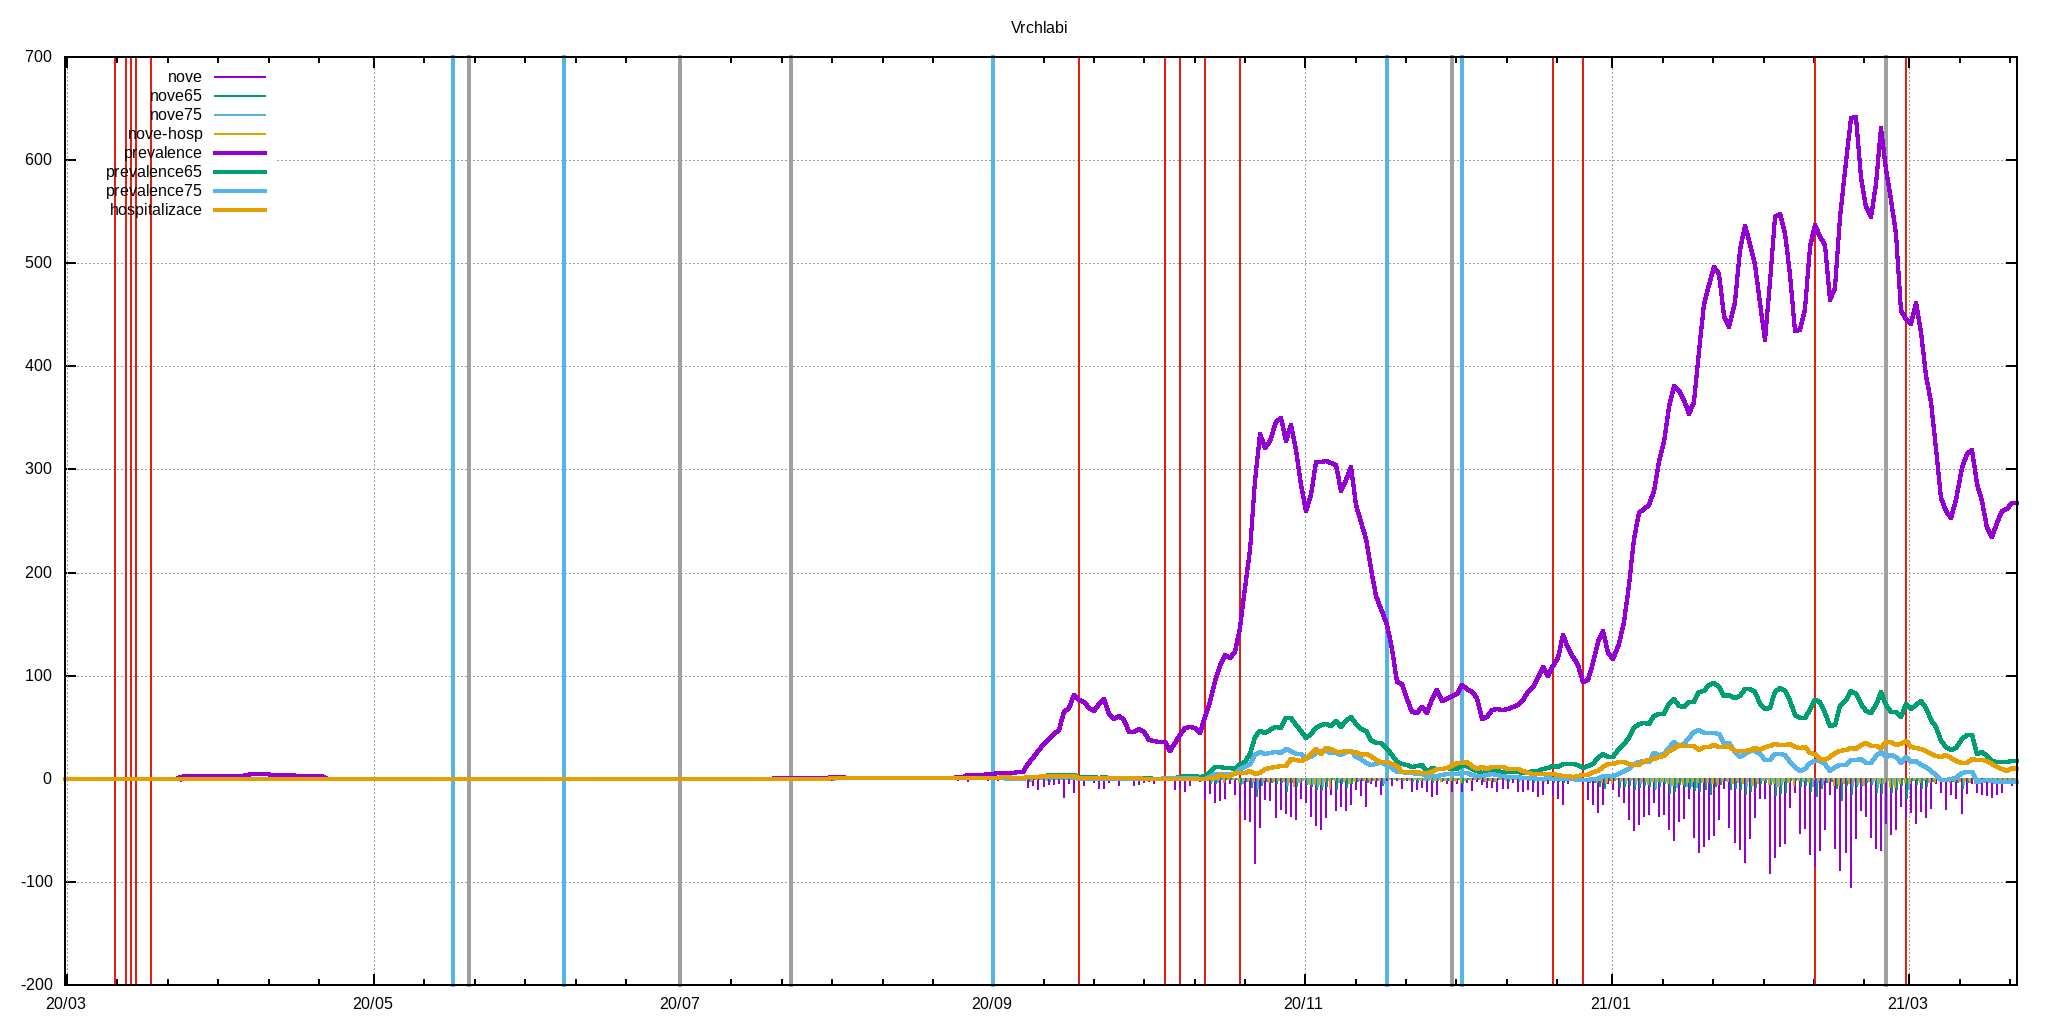 Vrchlabi
700
600
500
400
300
200
100
0
-100
-200
nove
nove65
nove75
nove-hosp
prevalence
prevalence65
prevalence75
hospitalizace
20/03
20/05
20/07
20/09
20/11
21/01
21/03